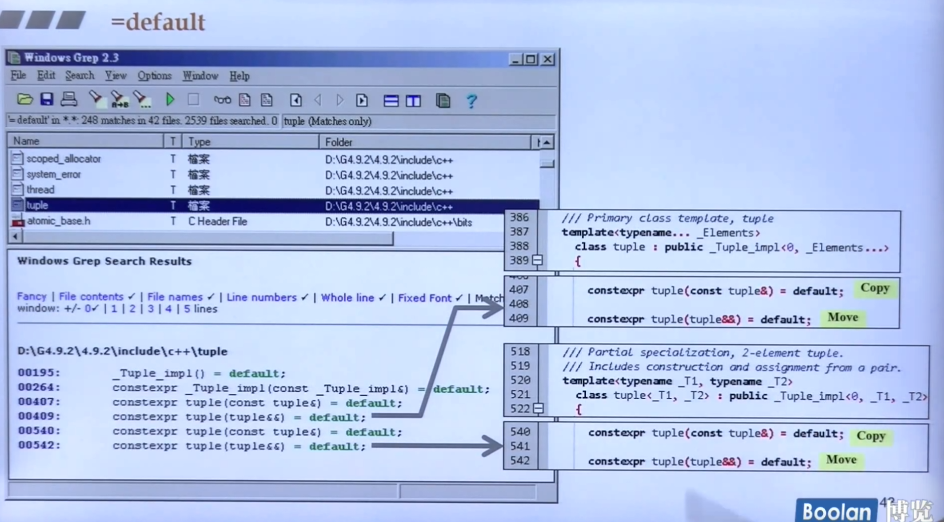 =default
Windows Grep 2.3
File Edit Search View Options Window Help
'= default' in *.*: 248 matches in 42 files. 2539 files searched. 0 tuple (Matches only)
Name T Type Folder
scoped_allocator T 檔案 D:\G4.9.2\4.9.2\include\c++
system_error T 檔案 D:\G4.9.2\4.9.2\include\c++
thread T 檔案 D:\G4.9.2\4.9.2\include\c++
tuple T 檔案 D:\G4.9.2\4.9.2\include\c++
atomic_base.h T C Header File D:\G4.9.2\4.9.2\include\c++\bits
Windows Grep Search Results
Fancy | File contents ✓ | File names ✓ | Line numbers ✓ | Whole line ✓ | Fixed Font ✓ | Match
window: +/- 0✓ | 1 | 2 | 3 | 4 | 5 lines
D:\G4.9.2\4.9.2\include\c++\tuple
00195: _Tuple_impl() = default;
00264: constexpr _Tuple_impl(const _Tuple_impl&) = default;
00407: constexpr tuple(const tuple&) = default;
00409: constexpr tuple(tuple&&) = default;
00540: constexpr tuple(const tuple&) = default;
00542: constexpr tuple(tuple&&) = default;
386 /// Primary class template, tuple
387 template<typename... _Elements>
388 class tuple : public _Tuple_impl<0, _Elements...>
389 {
407 constexpr tuple(const tuple&) = default; Copy
408
409 constexpr tuple(tuple&&) = default; Move
518 /// Partial specialization, 2-element tuple.
519 /// Includes construction and assignment from a pair.
520 template<typename _T1, typename _T2>
521 class tuple<_T1, _T2> : public _Tuple_impl<0, _T1, _T2>
522 {
540 constexpr tuple(const tuple&) = default; Copy
541
542 constexpr tuple(tuple&&) = default; Move
Boolan 博览